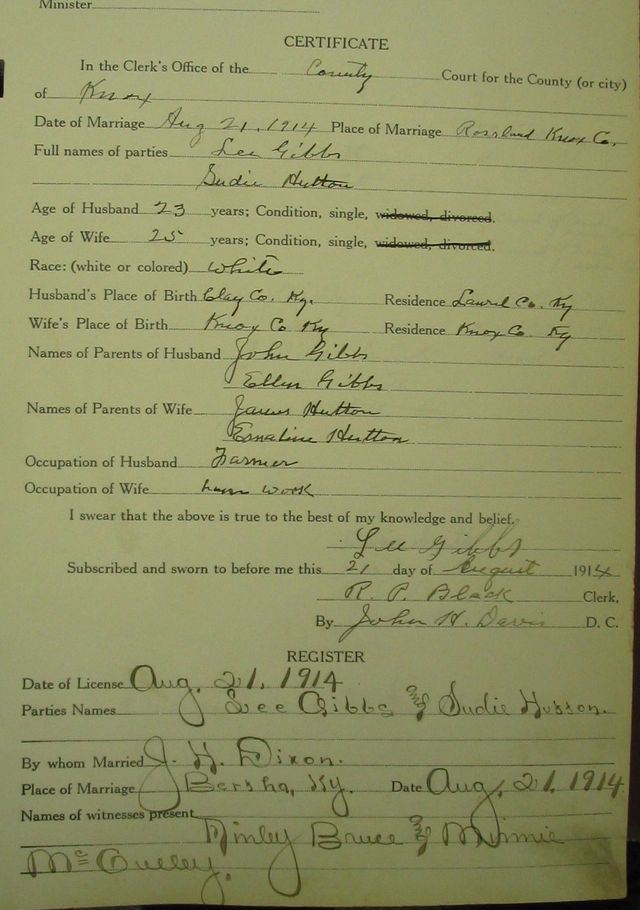 Minister
CERTIFICATE
In the Clerk's Office of the County Court for the County (or city)
of Knox
Date of Marriage Aug 21, 1914 Place of Marriage Rossland Knox Co.
Full names of parties Lee Gibbs
Sudie Hutton
Age of Husband 23 years; Condition, single, widowed, divorced.
Age of Wife 25 years; Condition, single, widowed, divorced.
Race: (white or colored) white
Husband's Place of Birth Clay Co. Ky. Residence Laurel Co. Ky
Wife's Place of Birth Knox Co. Ky Residence Knox Co. Ky
Names of Parents of Husband John Gibbs
Ellen Gibbs
Names of Parents of Wife James Hutton
Hutton
Occupation of Husband Farmer
Occupation of Wife work
I swear that the above is true to the best of my knowledge and belief.
Lee Gibbs
Subscribed and sworn to before me this 21 day of August 1914
R. P. Black Clerk.
By John H. Davis D. C.
REGISTER
Date of License Aug. 21, 1914
Parties Names Lee Gibbs and Sudie
By whom Married J. H. Dixon.
Place of Marriage Bertha, Ky. Date Aug, 21, 1914
Names of witnesses present
Bruce and Minnie